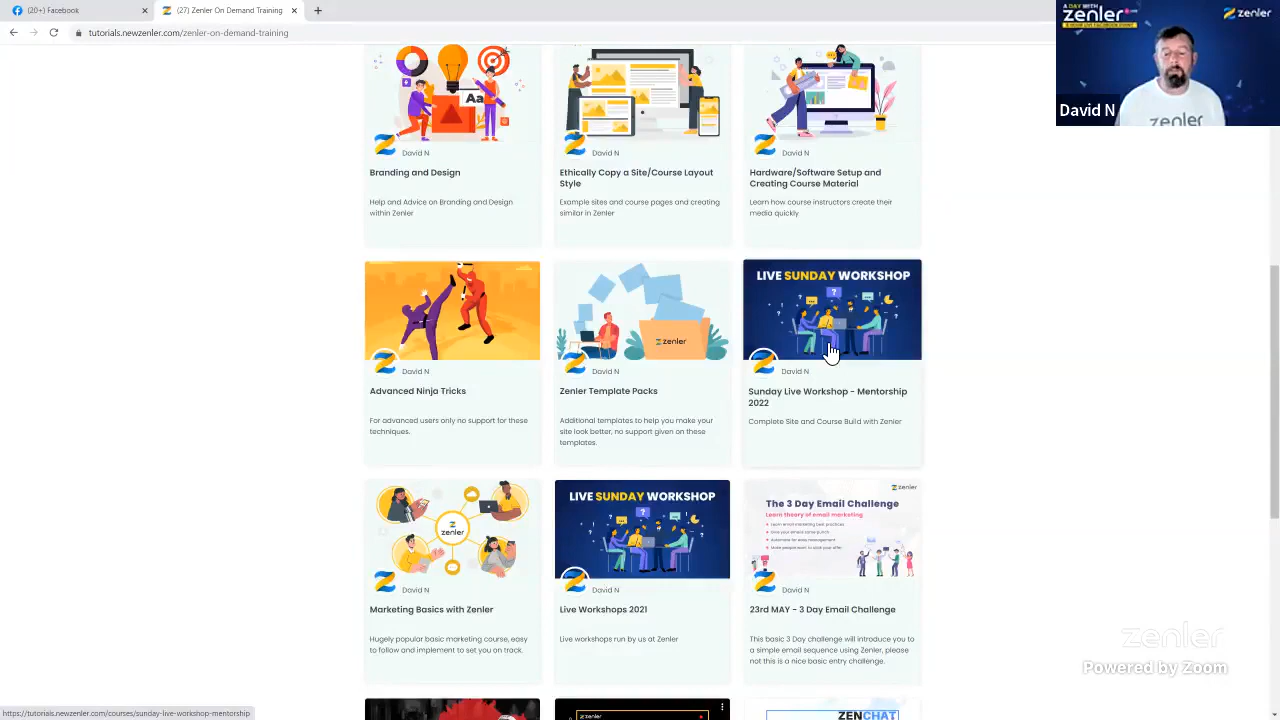 (20+) Facebook
(27) Zenler On Demand Training
tutorials.newzenler.com/zenler-on-demand-training
A DAY WITH
zenler
zenler
David N
zenler
Aa
David N
Branding and Design
Help and Advice on Branding and Design
within Zenler
David N
Ethically Copy a Site/Course Layout
Style
Example sites and course pages and creating
similar in Zenler
David N
Hardware/Software Setup and
Creating Course Material
Learn how course instructors create their
media quickly
David N
Advanced Ninja Tricks
For advanced users only no support for these
techniques.
zenler
David N
Zenler Template Packs
Additional templates to help you make your
site look better, no support given on these
templates.
LIVE SUNDAY WORKSHOP
David N
Sunday Live Workshop - Mentorship
2022
Complete Site and Course Build with Zenler
zenler
David N
Marketing Basics with Zenler
Hugely popular basic marketing course, easy
to follow and implement to set you on track.
LIVE SUNDAY WORKSHOP
David N
Live Workshops 2021
Live workshops run by us at Zenler
zenler
The 3 Day Email Challenge
Learn theory of email marketing
David N
23rd MAY - 3 Day Email Challenge
This basic 3 Day challenge will introduce you to
a simple email sequence using Zenler, please
not this is a nice basic entry challenge.
zenler
ZENCHAT
zenler
Powered by Zoom
https://tutorials.newzenler.com/courses/sunday-live-workshop-mentorship